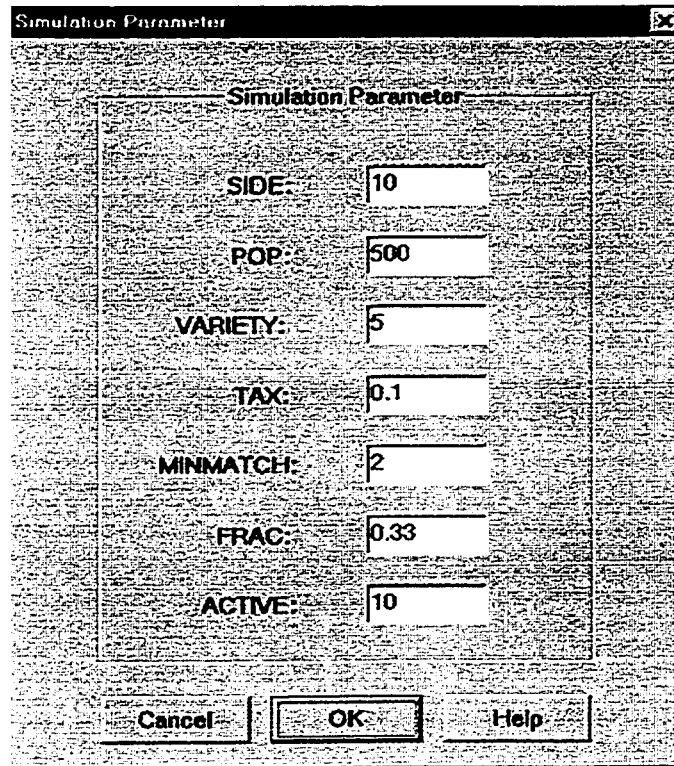 Simulation Parameter
Simulation Parameter
SIDE: 10
POP: 500
VARIETY: 5
TAX: 0.1
MINMATCH: 2
FRAC: 0.33
ACTIVE: 10
Cancel OK Help